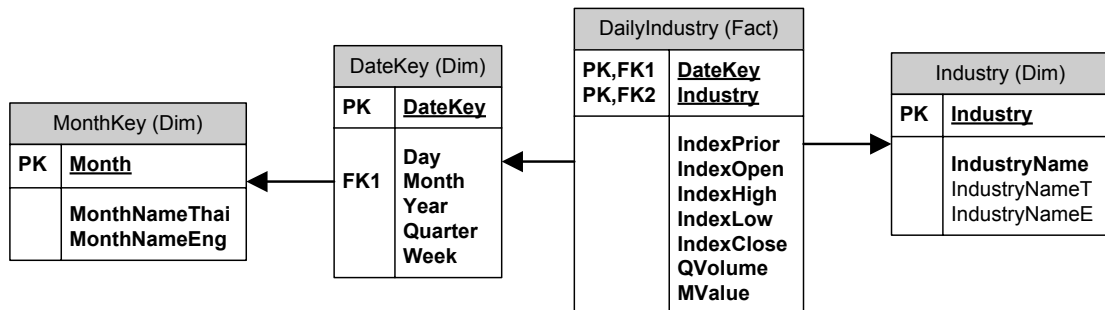 MonthKey (Dim)
PK Month
MonthNameThai
MonthNameEng
DateKey (Dim)
PK DateKey
Day
FK1 Month
Year
Quarter
Week
DailyIndustry (Fact)
PK,FK1 DateKey
PK,FK2 Industry
IndexPrior
IndexOpen
IndexHigh
IndexLow
IndexClose
QVolume
MValue
Industry (Dim)
PK Industry
IndustryName
IndustryNameT
IndustryNameE